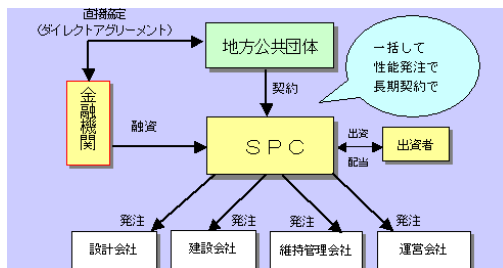 直接協定
(ダイレクトアグリーメント)
地方公共団体
一括して
性能発注で
長期契約で
契約
金融機関
融資
SPC
出資
配当
出資者
発注
発注
発注
発注
設計会社
建設会社
維持管理会社
運営会社